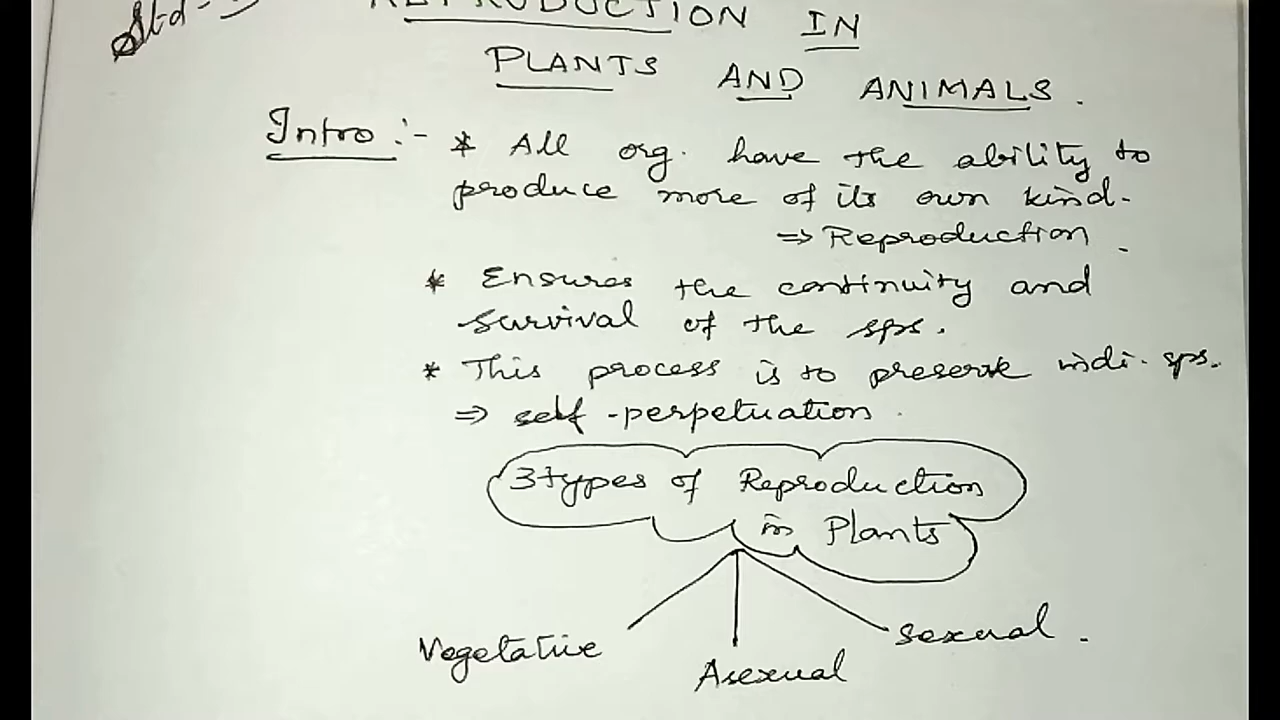 Std-
REPRODUCTION IN
PLANTS AND ANIMALS.
Intro:- * All org. have the ability to
produce more of its own kind.
⇒ Reproduction.
* Ensures the continuity and
survival of the sps.
* This process is to preserve indi. sps.
⇒ self-perpetuation.
3 types of Reproduction
in Plants
Vegetative
Asexual
sexual.